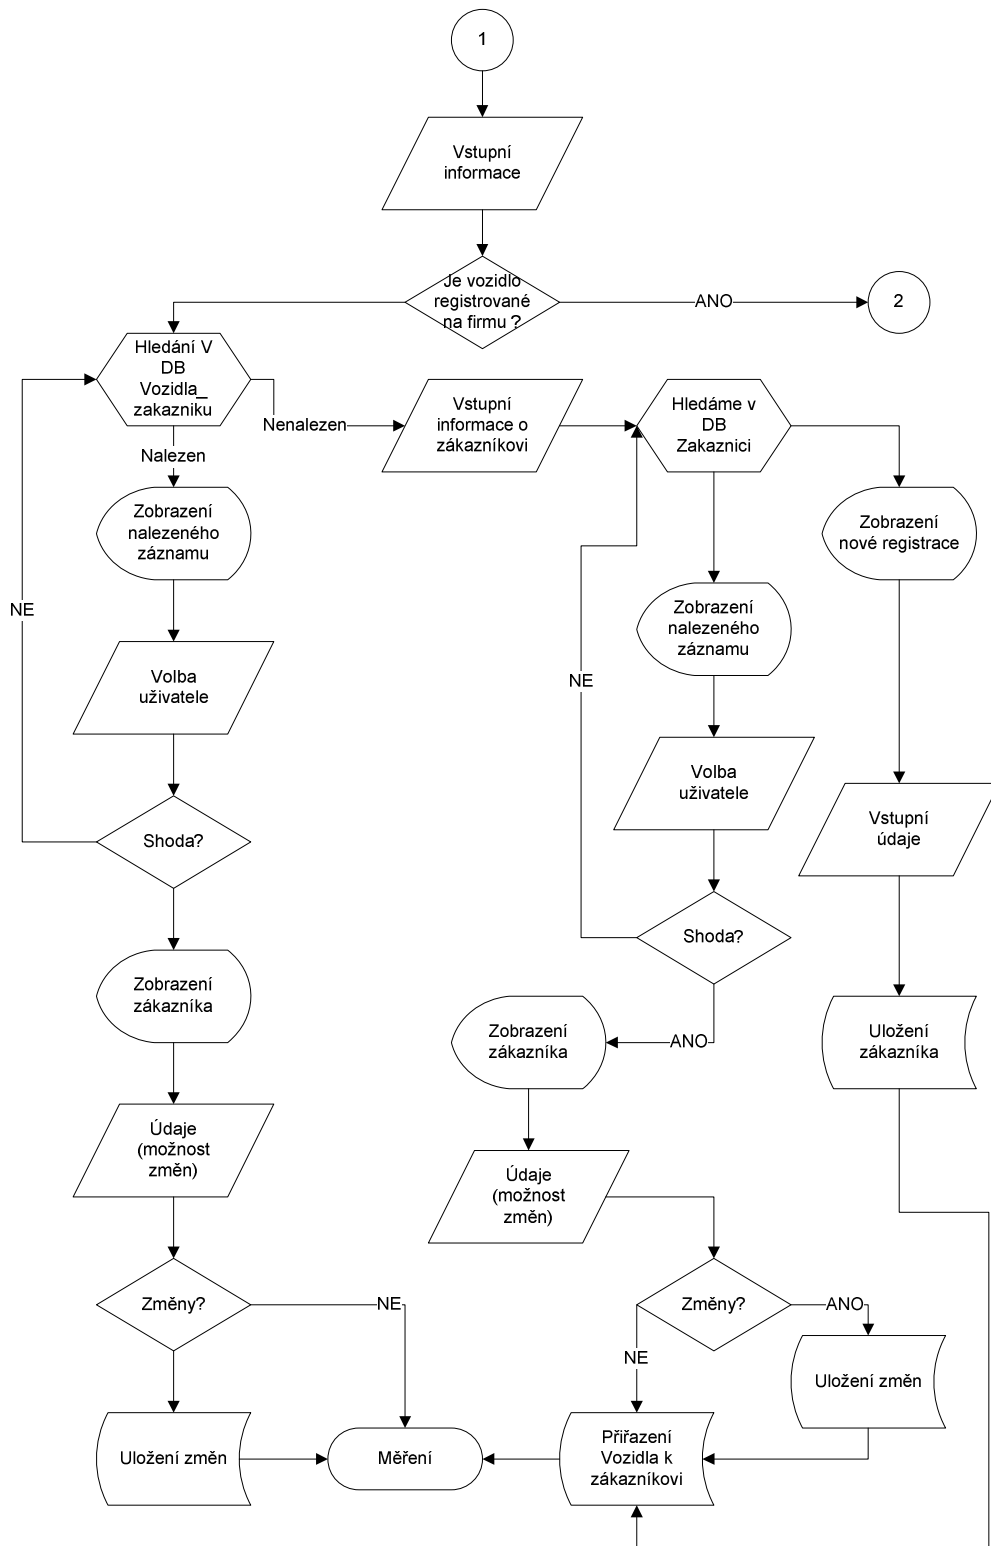 1
Vstupní
informace
Je vozidlo
registrované
na firmu ?
ANO
2
Hledání V
DB
Vozidla_
zakazniku
Nenalezen
Vstupní
informace o
zákázníkovi
Hledáme v
DB
Zakaznici
Nalezen
Zobrazení
nalezeného
záznamu
Zobrazení
nové registrace
NE
Zobrazení
nalezeného
záznamu
Volba
uživatele
NE
Volba
uživatele
Vstupní
údaje
Shoda?
Shoda?
Zobrazení
zákazníka
Zobrazení
zákazníka
ANO
Uložení
zákazníka
Údaje
(možnost
změn)
Údaje
(možnost
změn)
Změny?
NE
Změny?
ANO
NE
Uložení změn
Uložení změn
Měření
Přiřazení
Vozidla k
zákazníkovi